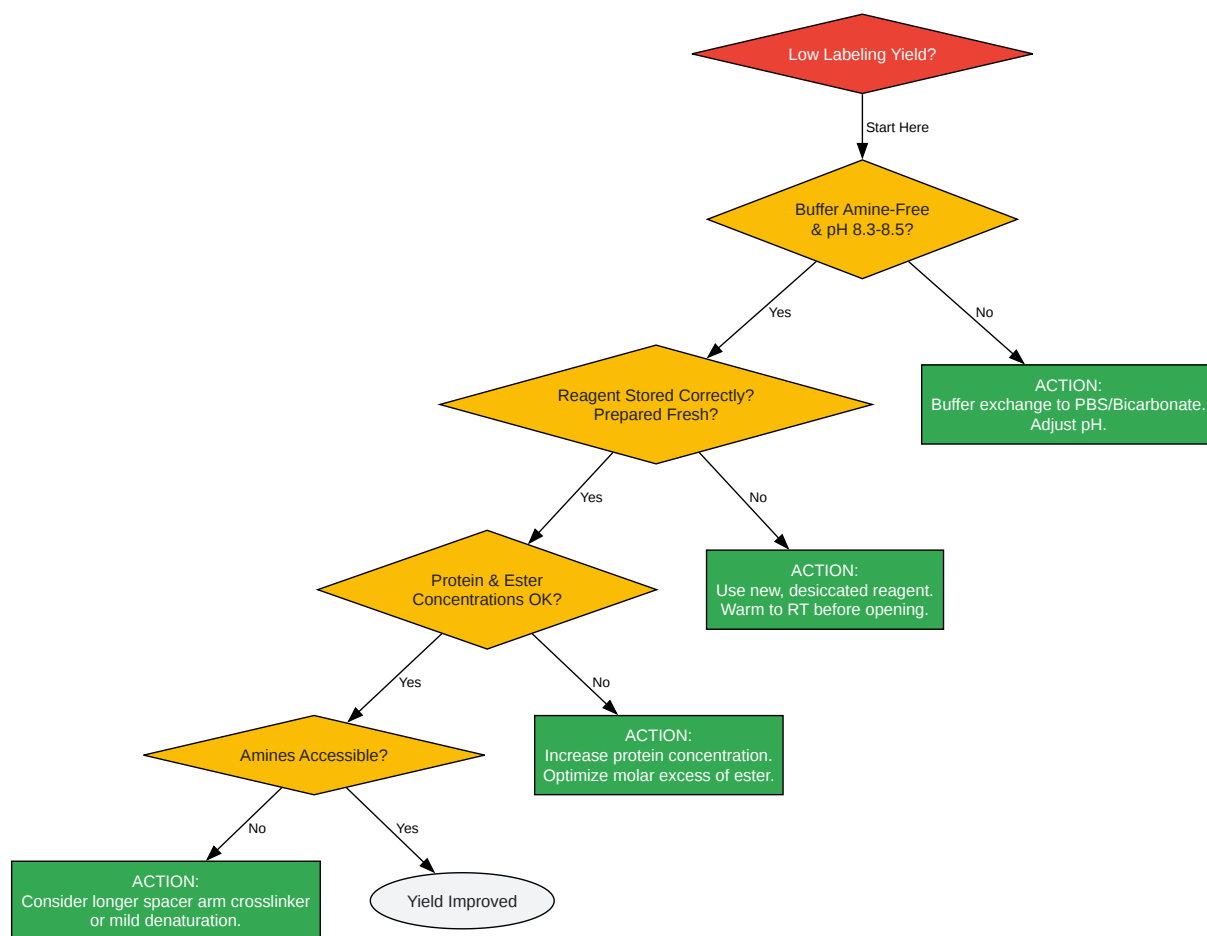 Low Labeling Yield?
Start Here
Buffer Amine-Free
& pH 8.3-8.5?
Yes
No
Reagent Stored Correctly?
Prepared Fresh?
ACTION:
Buffer exchange to PBS/Bicarbonate.
Adjust pH.
Yes
No
Protein & Ester
Concentrations OK?
ACTION:
Use new, desiccated reagent.
Warm to RT before opening.
Yes
No
Amines Accessible?
ACTION:
Increase protein concentration.
Optimize molar excess of ester.
No
Yes
ACTION:
Consider longer spacer arm crosslinker
or mild denaturation.
Yield Improved